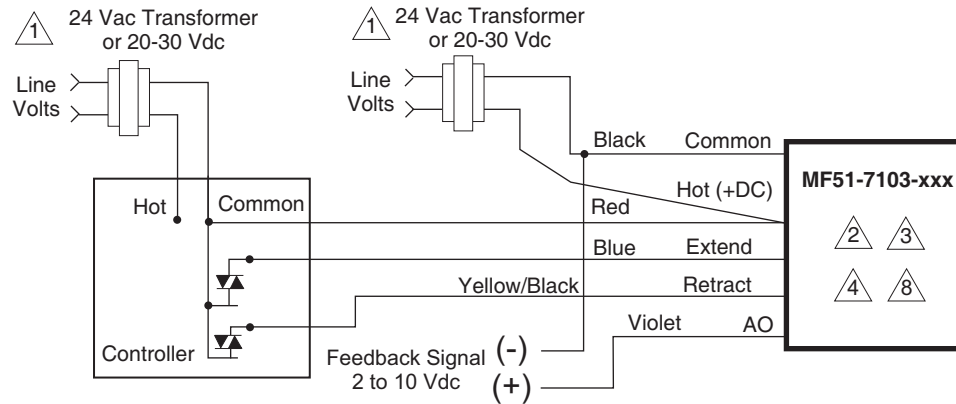 1
24 Vac Transformer
or 20-30 Vdc
Line
Volts
1
24 Vac Transformer
or 20-30 Vdc
Line
Volts
Black
Common
MF51-7103-xxx
Hot
Common
Hot (+DC)
Red
2
3
Blue
Extend
4
8
Yellow/Black
Retract
Violet
AO
Controller
Feedback Signal
2 to 10 Vdc
(-)
(+)